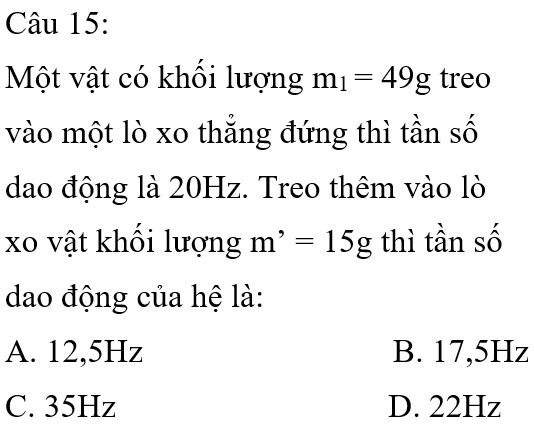 Câu 15:
Một vật có khối lượng m₁ = 49g treo
vào một lò xo thẳng đứng thì tần số
dao động là 20Hz. Treo thêm vào lò
xo vật khối lượng m’ = 15g thì tần số
dao động của hệ là:
A. 12,5Hz B. 17,5Hz
C. 35Hz D. 22Hz